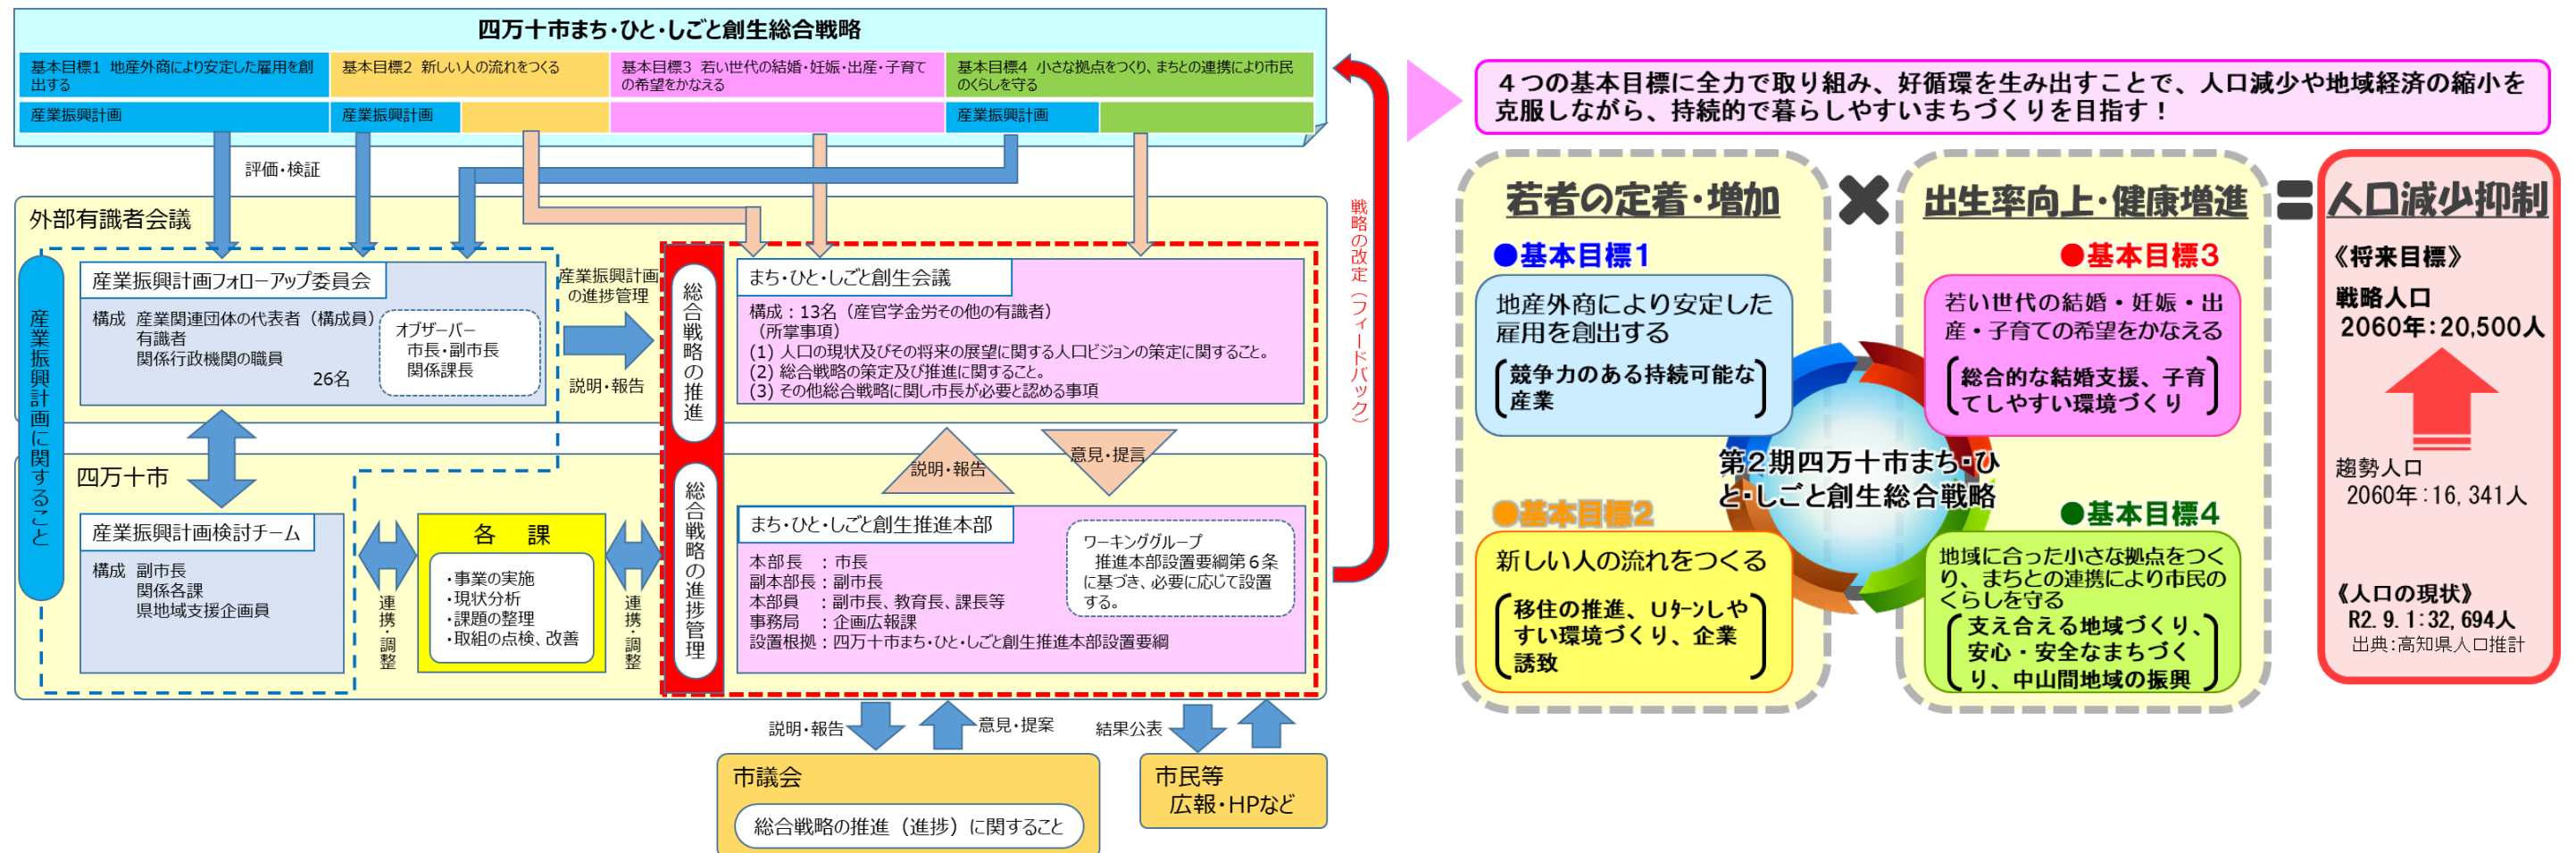 四万十市まち・ひと・しごと創生総合戦略
基本目標1 地産外商により安定した雇用を創
出する
基本目標2 新しい人の流れをつくる
基本目標3 若い世代の結婚・妊娠・出産・子育て
の希望をかなえる
基本目標4 小さな拠点をつくり、まちとの連携により市民
のくらしを守る
産業振興計画
産業振興計画
産業振興計画
評価・検証
外部有識者会議
産業振興計画に関すること
産業振興計画フォローアップ委員会
構成 産業関連団体の代表者（構成員）
有識者
関係行政機関の職員
26名
オブザーバー
市長・副市長
関係課長
産業振興計画
の進捗管理
説明・報告
総合戦略の推進
まち・ひと・しごと創生会議
構成：13名（産官学金労その他の有識者）
（所掌事項）
(1) 人口の現状及びその将来の展望に関する人口ビジョンの策定に関すること。
(2) 総合戦略の策定及び推進に関すること。
(3) その他総合戦略に関し市長が必要と認める事項
戦略の改定（フィードバック）
四万十市
説明・報告
意見・提言
産業振興計画検討チーム
構成 副市長
関係各課
県地域支援企画員
連携・調整
各 課
・事業の実施
・現状分析
・課題の整理
・取組の点検、改善
連携・調整
総合戦略の進捗管理
まち・ひと・しごと創生推進本部
本部長 ：市長
副本部長：副市長
本部員 ：副市長、教育長、課長等
事務局 ：企画広報課
設置根拠：四万十市まち・ひと・しごと創生推進本部設置要綱
ワーキンググループ
推進本部設置要綱第６条
に基づき、必要に応じて設置
する。
説明・報告
意見・提案
結果公表
市議会
総合戦略の推進（進捗）に関すること
市民等
広報・HPなど
４つの基本目標に全力で取り組み、好循環を生み出すことで、人口減少や地域経済の縮小を
克服しながら、持続的で暮らしやすいまちづくりを目指す！
若者の定着・増加
✖
出生率向上・健康増進
＝
人口減少抑制
●基本目標1
地産外商により安定した
雇用を創出する
競争力のある持続可能な
産業
●基本目標3
若い世代の結婚・妊娠・出
産・子育ての希望をかなえる
総合的な結婚支援、子育
てしやすい環境づくり
第２期四万十市まち・ひ
と・しごと創生総合戦略
●基本目標2
新しい人の流れをつくる
移住の推進、Ｕﾀｰﾝしや
すい環境づくり、企業
誘致
●基本目標4
地域に合った小さな拠点をつく
り、まちとの連携により市民の
くらしを守る
支え合える地域づくり、
安心・安全なまちづく
り、中山間地域の振興
《将来目標》
戦略人口
2060年：20,500人
趨勢人口
2060年：16,341人
《人口の現状》
R2.9.1：32,694人
出典：高知県人口推計